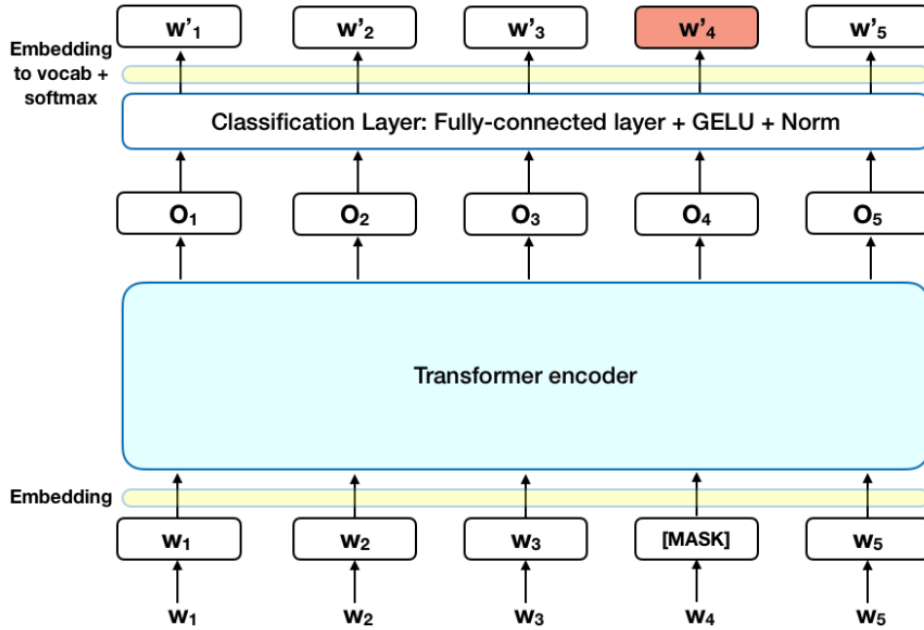 w'₁ w'₂ w'₃ w'₄ w'₅
Embedding
to vocab +
softmax
Classification Layer: Fully-connected layer + GELU + Norm
O₁ O₂ O₃ O₄ O₅
Transformer encoder
Embedding
w₁ w₂ w₃ [MASK] w₅
w₁ w₂ w₃ w₄ w₅